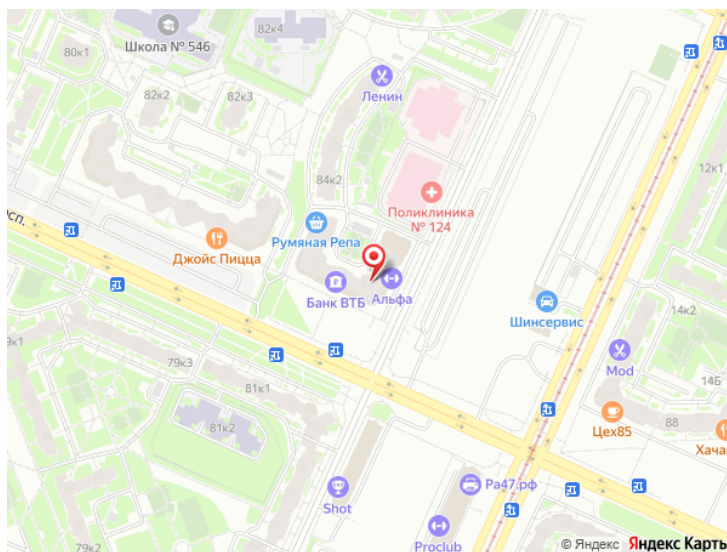 80к1
Школа № 546
82к4
82к2
82к3
Ленин
84к2
Поликлиника
№ 124
12к1
Румяная Репа
Джойс Пицца
Банк ВТБ
Альфа
Шинсервис
14к2
79к1
79к3
81к1
Mod
14Б
88
Цех85
Хача
81к2
Shot
Ра47.рф
Proclub
79к2
© Яндекс Яндекс Карты